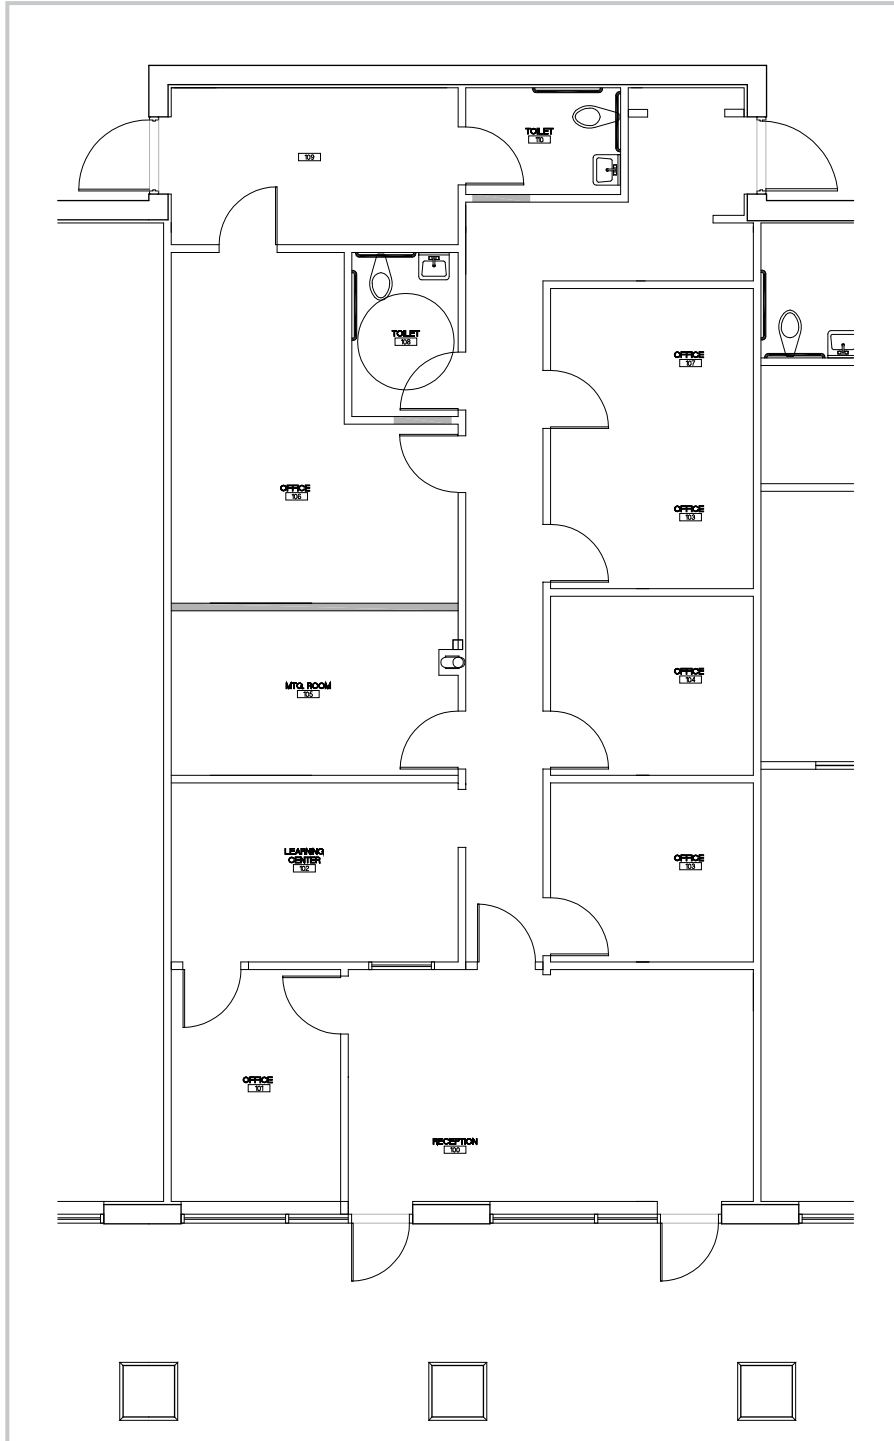 TOILET
110
109
TOILET
108
OFFICE
107
OFFICE
106
OFFICE
103
OFFICE
104
MTG. ROOM
105
LEARNING
CENTER
102
OFFICE
103
OFFICE
101
RECEPTION
100